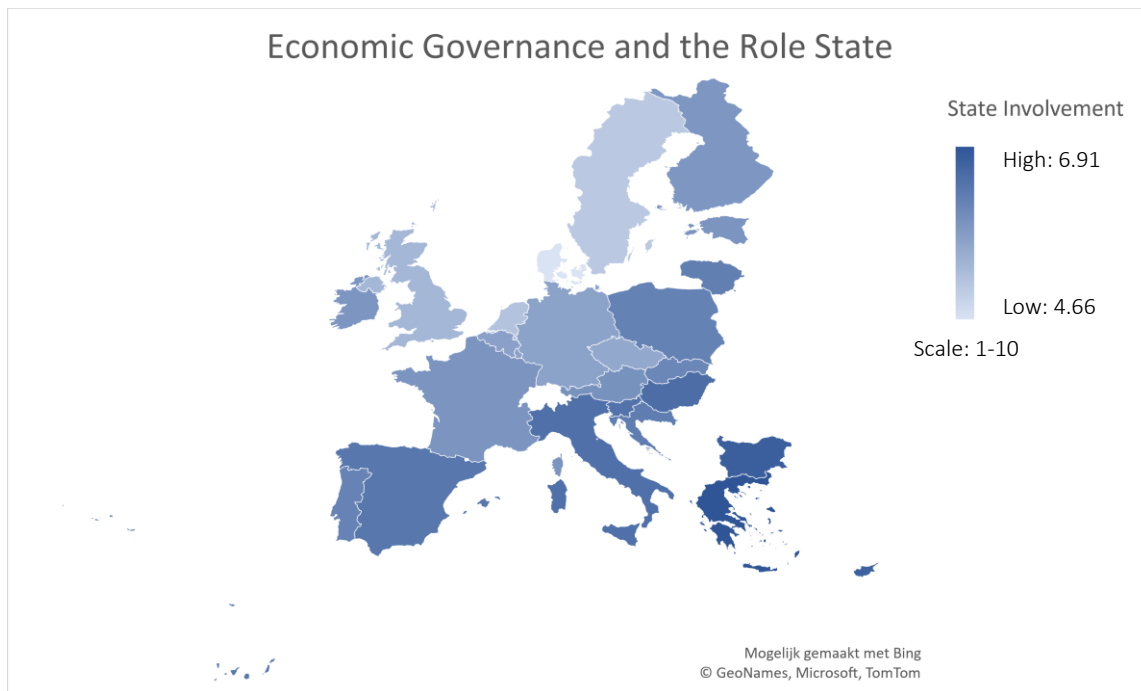 Economic Governance and the Role State
State Involvement
High: 6.91
Low: 4.66
Scale: 1-10
Mogelijk gemaakt met Bing
© GeoNames, Microsoft, TomTom